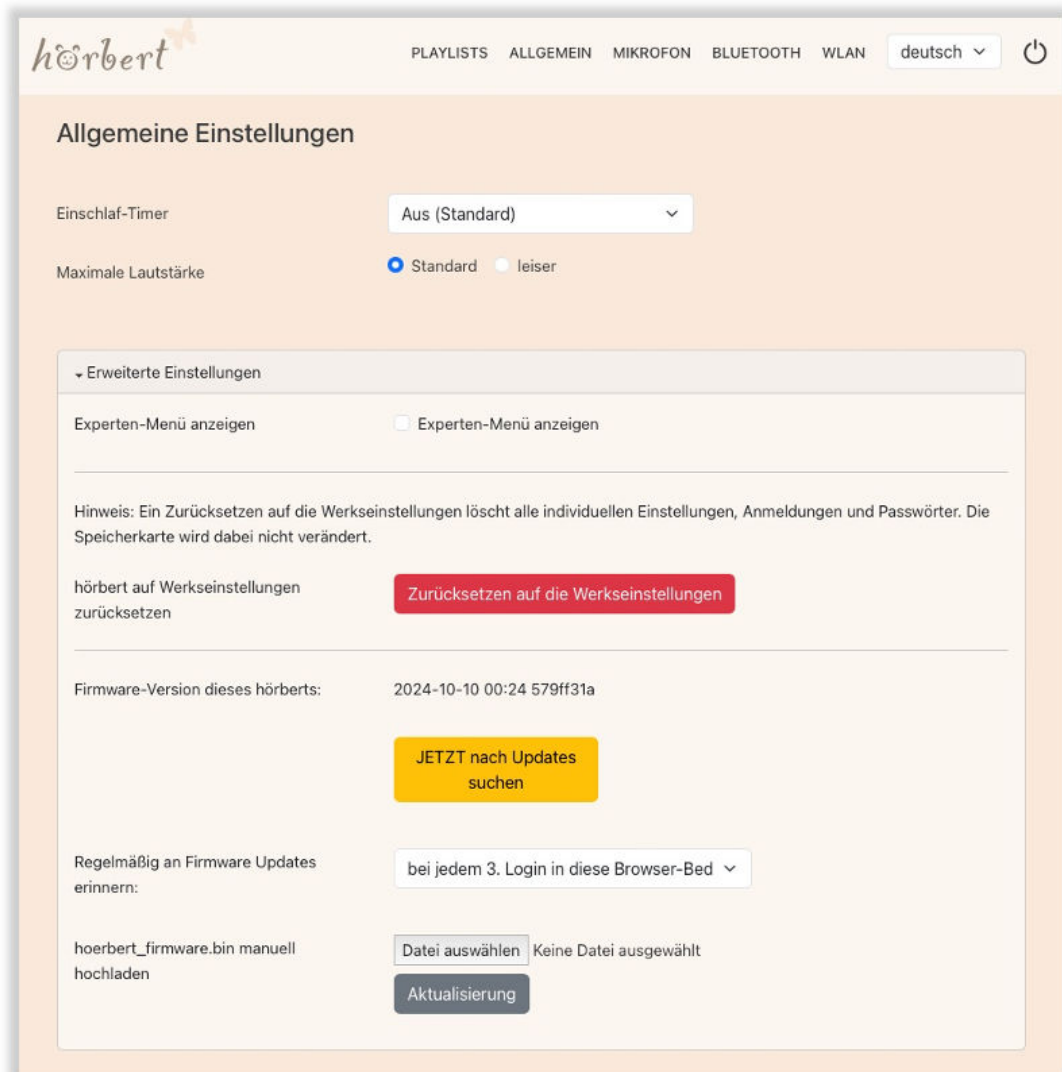 hörbert
PLAYLISTS ALLGEMEIN MIKROFON BLUETOOTH WLAN deutsch
Allgemeine Einstellungen
Einschlaf-Timer Aus (Standard)
Maximale Lautstärke Standard leiser
Erweiterte Einstellungen
Experten-Menü anzeigen Experten-Menü anzeigen
Hinweis: Ein Zurücksetzen auf die Werkseinstellungen löscht alle individuellen Einstellungen, Anmeldungen und Passwörter. Die
Speicherkarte wird dabei nicht verändert.
hörbert auf Werkseinstellungen
zurücksetzen
Zurücksetzen auf die Werkseinstellungen
Firmware-Version dieses hörberts: 2024-10-10 00:24 579ff31a
JETZT nach Updates
suchen
Regelmäßig an Firmware Updates
erinnern:
bei jedem 3. Login in diese Browser-Bed
hoerbert_firmware.bin manuell
hochladen
Datei auswählen Keine Datei ausgewählt
Aktualisierung